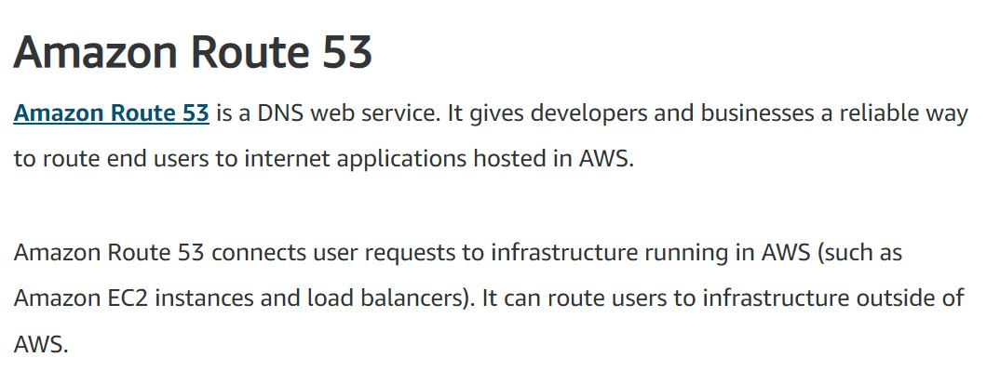 Amazon Route 53
Amazon Route 53 is a DNS web service. It gives developers and businesses a reliable way
to route end users to internet applications hosted in AWS.
Amazon Route 53 connects user requests to infrastructure running in AWS (such as
Amazon EC2 instances and load balancers). It can route users to infrastructure outside of
AWS.